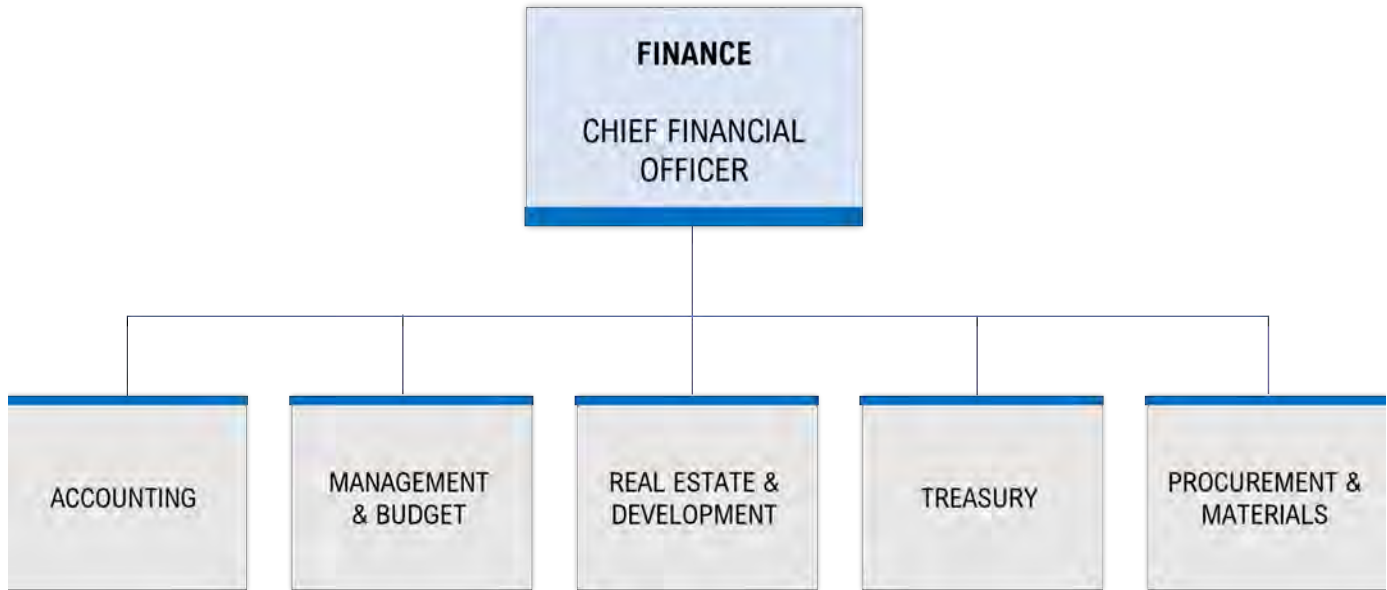 FINANCE
CHIEF FINANCIAL
OFFICER
ACCOUNTING
MANAGEMENT
& BUDGET
REAL ESTATE &
DEVELOPMENT
TREASURY
PROCUREMENT &
MATERIALS